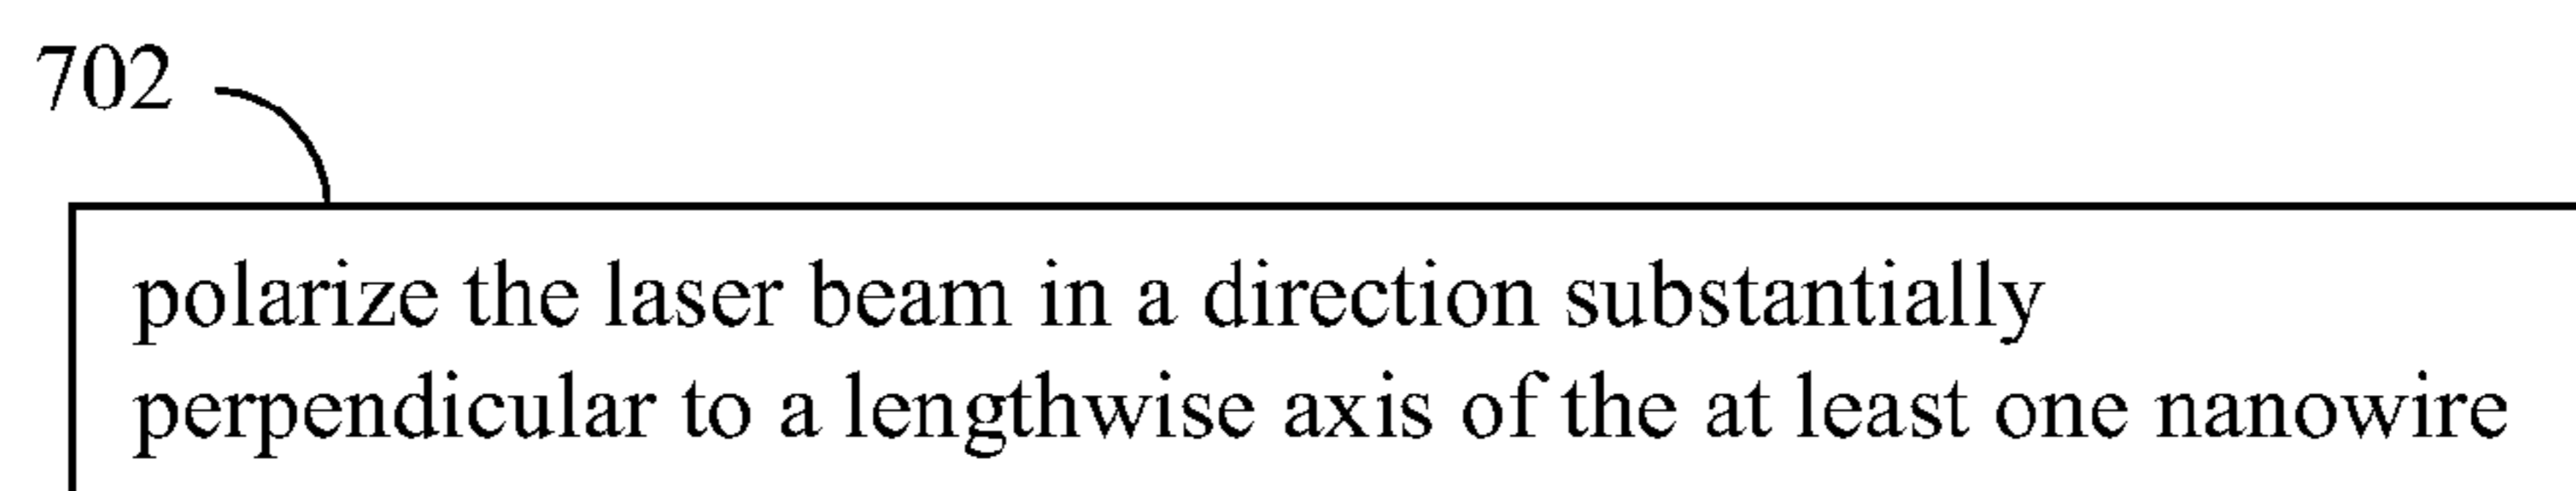 702
polarize the laser beam in a direction substantially
perpendicular to a lengthwise axis of the at least one nanowire